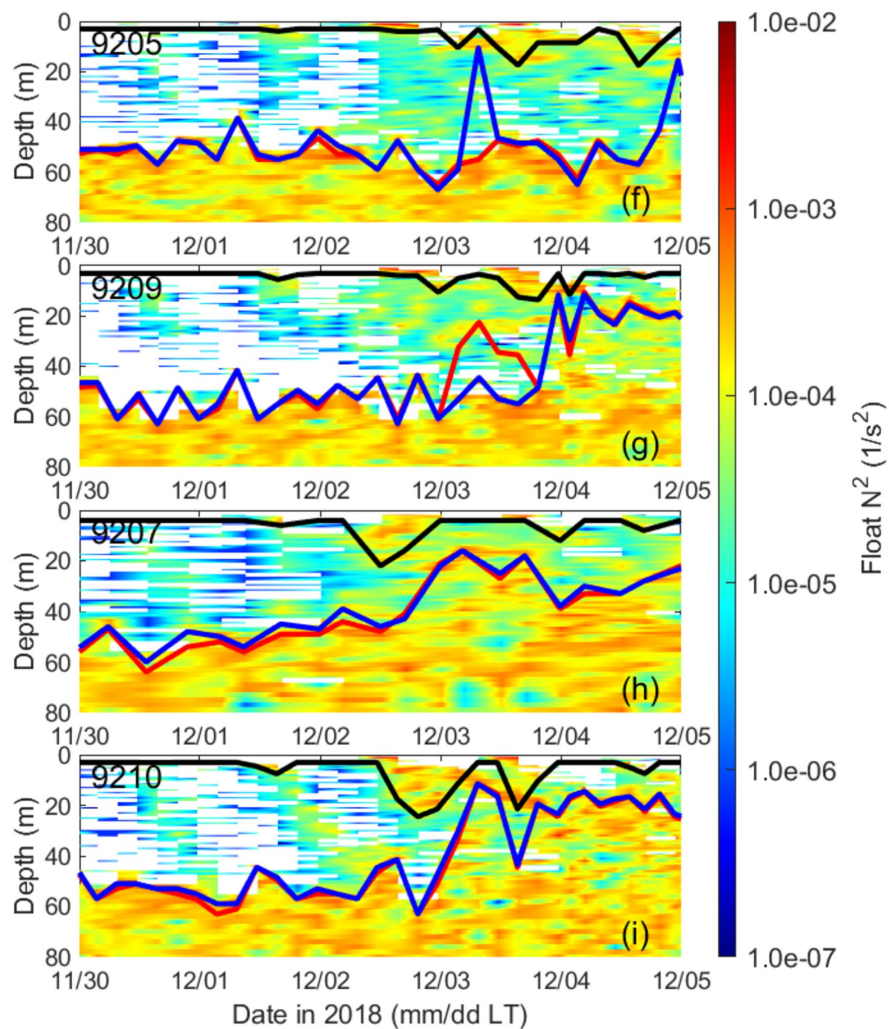 0
20
40
60
80
Depth (m)
9205
(f)
11/30 12/01 12/02 12/03 12/04 12/05
0
20
40
60
80
Depth (m)
9209
(g)
11/30 12/01 12/02 12/03 12/04 12/05
0
20
40
60
80
Depth (m)
9207
(h)
11/30 12/01 12/02 12/03 12/04 12/05
0
20
40
60
80
Depth (m)
9210
(i)
11/30 12/01 12/02 12/03 12/04 12/05
Date in 2018 (mm/dd LT)
1.0e-02
1.0e-03
1.0e-04
1.0e-05
1.0e-06
1.0e-07
Float N² (1/s²)